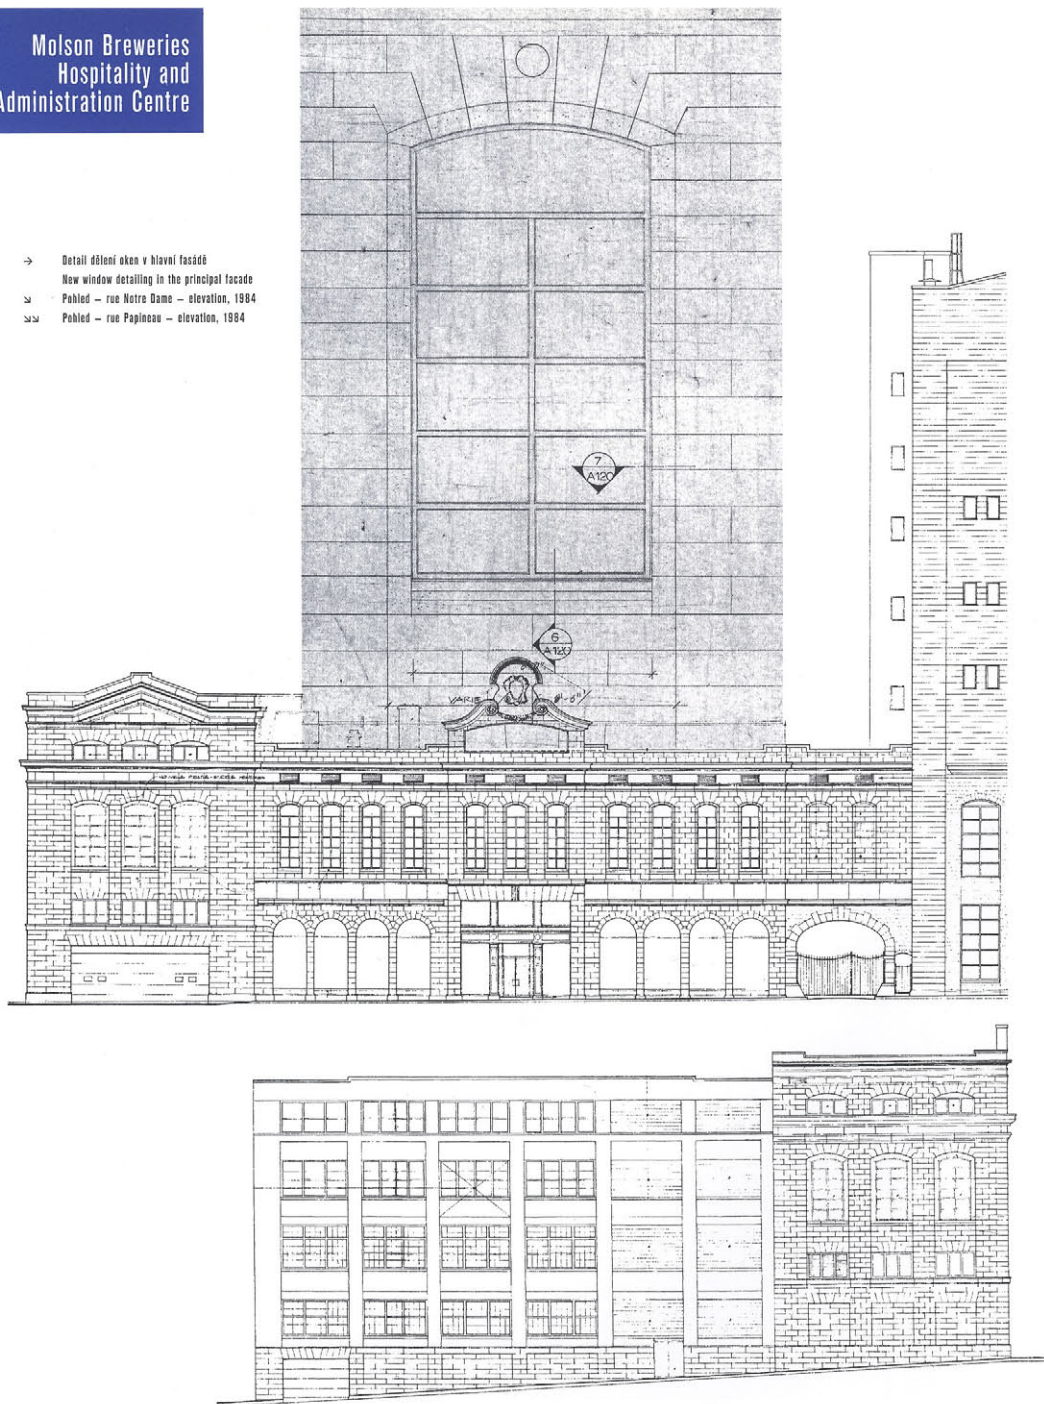 Molson Breweries
Hospitality and
Administration Centre
→ Detail dělení oken v hlavní fasádě
New window detailing in the principal facade
↘ Pohled – rue Notre Dame – elevation, 1984
↘↘ Pohled – rue Papineau – elevation, 1984
7
A120
6
A120
VARIE